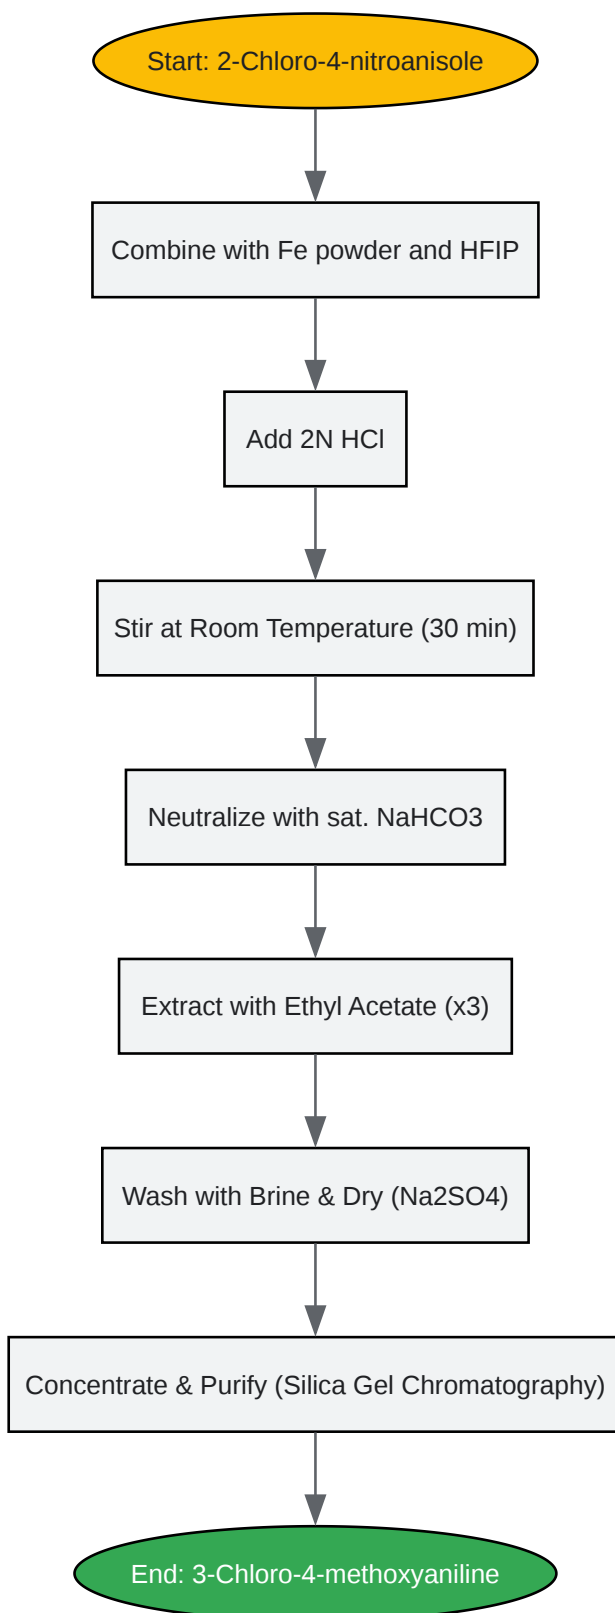 Start: 2-Chloro-4-nitroanisole
Combine with Fe powder and HFIP
Add 2N HCl
Stir at Room Temperature (30 min)
Neutralize with sat. NaHCO3
Extract with Ethyl Acetate (x3)
Wash with Brine & Dry (Na2SO4)
Concentrate & Purify (Silica Gel Chromatography)
End: 3-Chloro-4-methoxyaniline